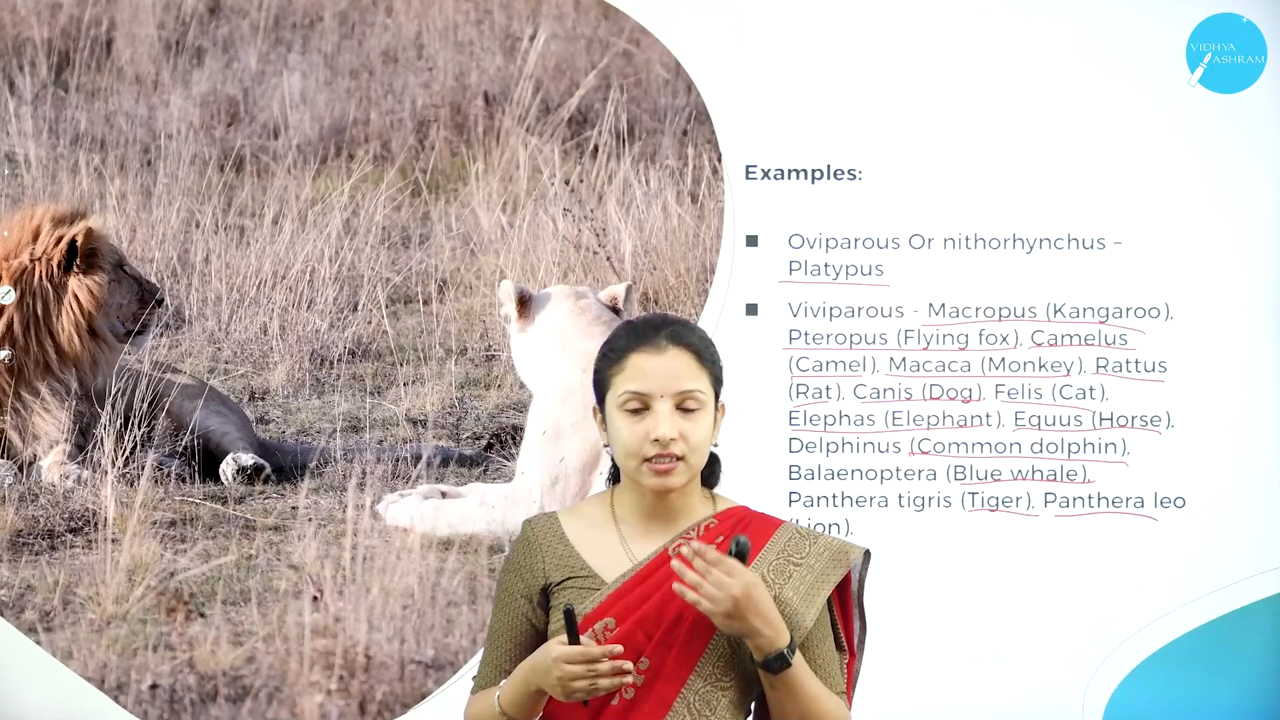 VIDHYA
ASHRAM
Examples:
Oviparous Or nithorhynchus –
Platypus
Viviparous - Macropus (Kangaroo),
Pteropus (Flying fox), Camelus
(Camel), Macaca (Monkey), Rattus
(Rat), Canis (Dog), Felis (Cat),
Elephas (Elephant), Equus (Horse),
Delphinus (Common dolphin),
Balaenoptera (Blue whale),
Panthera tigris (Tiger), Panthera leo
(Lion).